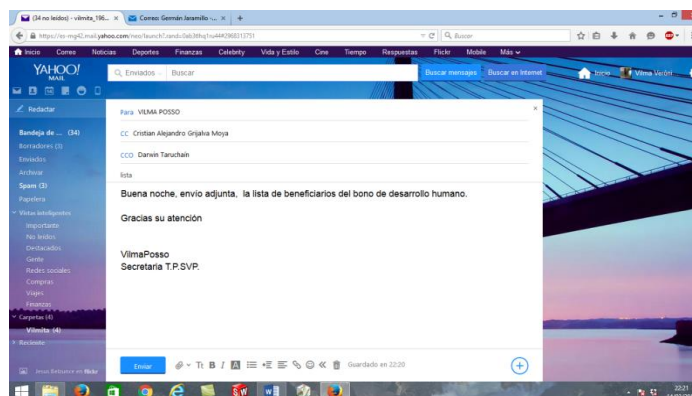 (34 no leídos) - vilmita_196...
Correo: Germán Jaramillo -...
https://es-mg42.mail.yahoo.com/neo/launch?
Buscar
Inicio Correo Noticias Deportes Finanzas Celebrity Vida y Estilo Cine Tiempo Respuestas Flickr Mobile Más
YAHOO!
MAIL
Enviados Buscar
Buscar mensajes Buscar en Internet
Inicio
Vilma Verón
Redactar
Bandeja de ... (34)
Borradores (3)
Enviados
Archivar
Spam (3)
Papelera
Vistas inteligentes
Importante
No leídos
Destacados
Gente
Redes sociales
Compras
Viajes
Finanzas
Carpetas (4)
Vilmita (4)
Reciente
en flickr
Para VILMA POSSO
CC Cristian Alejandro Grijalva Moya
CCO Darwin Taruchain
lista
Buena noche, envío adjunta, la lista de beneficiarios del bono de desarrollo humano.
Gracias su atención
VilmaPosso
Secretaria T.P.SVP.
Enviar
Guardado en 22:20
22:21